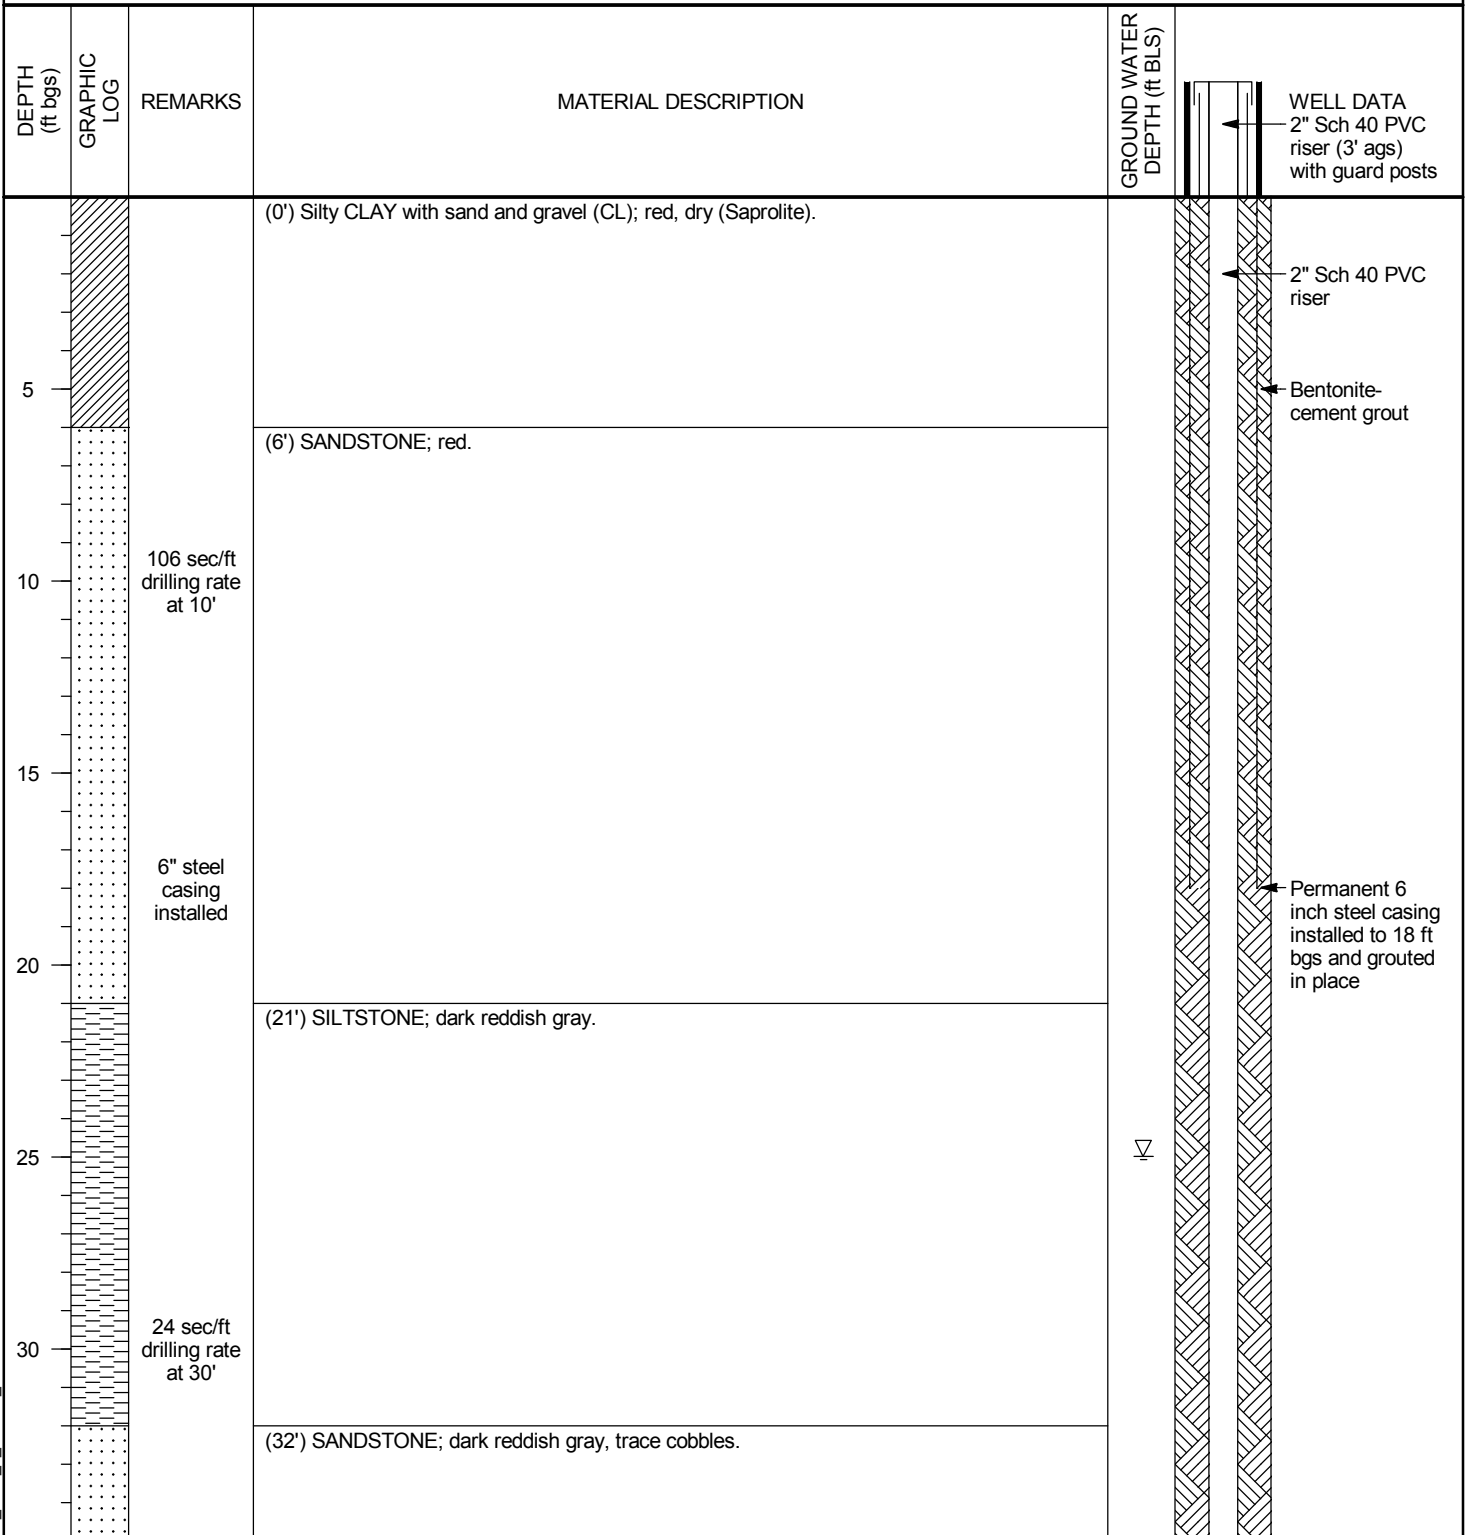 DEPTH
(ft bgs)
GRAPHIC
LOG
REMARKS
MATERIAL DESCRIPTION
GROUND WATER
DEPTH (ft BLS)
WELL DATA
2" Sch 40 PVC
riser (3' ags)
with guard posts
(0') Silty CLAY with sand and gravel (CL); red, dry (Saprolite).
2" Sch 40 PVC
riser
5
Bentonite-
cement grout
(6') SANDSTONE; red.
10
106 sec/ft
drilling rate
at 10'
15
6" steel
casing
installed
Permanent 6
inch steel casing
installed to 18 ft
bgs and grouted
in place
20
(21') SILTSTONE; dark reddish gray.
25
30
24 sec/ft
drilling rate
at 30'
(32') SANDSTONE; dark reddish gray, trace cobbles.